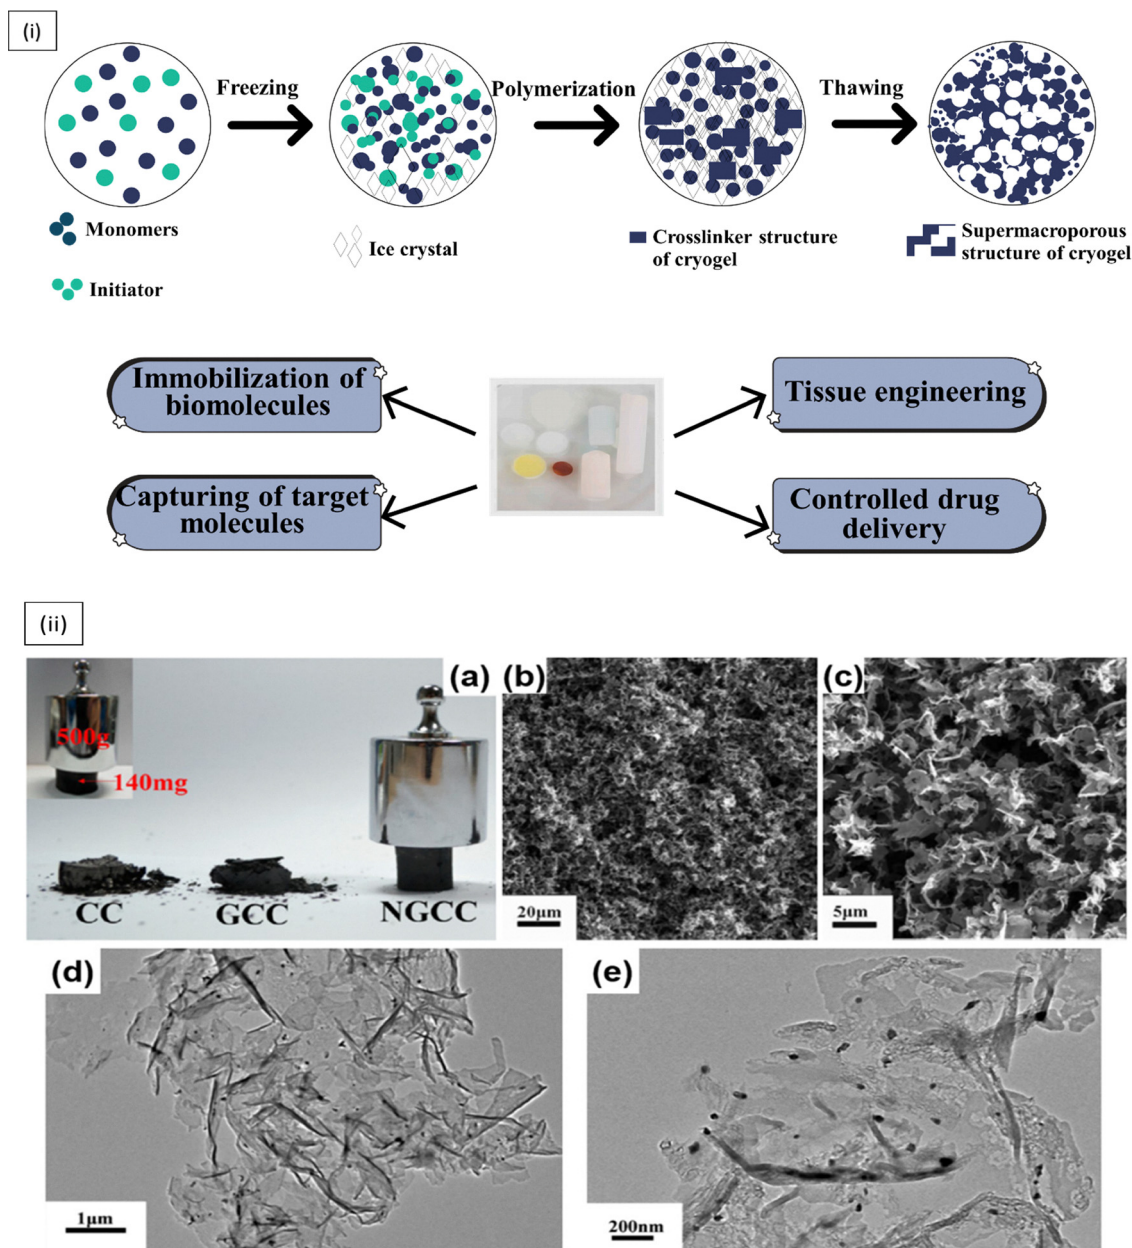 (i)
Freezing
Polymerization
Thawing
Monomers
Initiator
Ice crystal
Crosslinker structure
of cryogel
Supermacroporous
structure of cryogel
Immobilization of
biomolecules
Capturing of target
molecules
Tissue engineering
Controlled drug
delivery
(ii)
(a)
500g
140mg
CC
GCC
NGCC
(b)
20μm
(c)
5μm
(d)
1μm
(e)
200nm